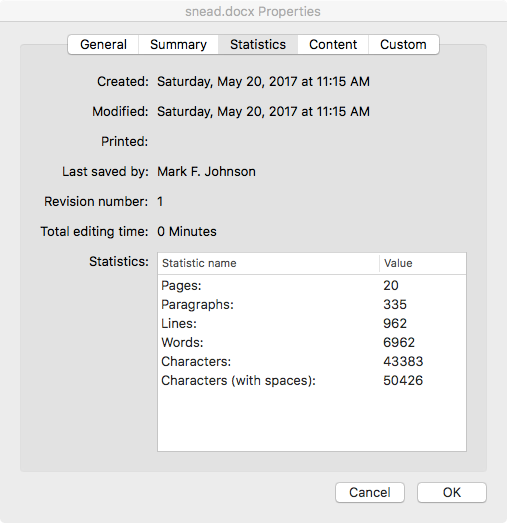 snead.docx Properties
General Summary Statistics Content Custom
Created: Saturday, May 20, 2017 at 11:15 AM
Modified: Saturday, May 20, 2017 at 11:15 AM
Printed:
Last saved by: Mark F. Johnson
Revision number: 1
Total editing time: 0 Minutes
Statistics: Statistic name Value
Pages: 20
Paragraphs: 335
Lines: 962
Words: 6962
Characters: 43383
Characters (with spaces): 50426
Cancel OK